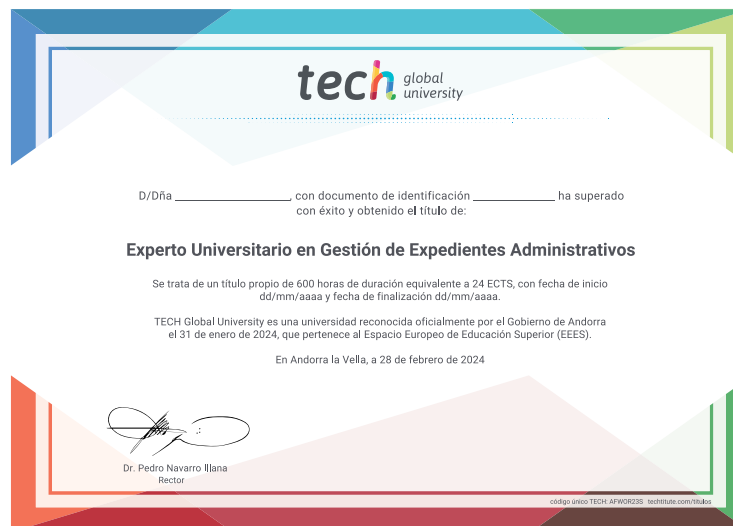 tech global
university
D/Dña ______________, con documento de identificación ______________ ha superado
con éxito y obtenido el título de:
Experto Universitario en Gestión de Expedientes Administrativos
Se trata de un título propio de 600 horas de duración equivalente a 24 ECTS, con fecha de inicio
dd/mm/aaaa y fecha de finalización dd/mm/aaaa.
TECH Global University es una universidad reconocida oficialmente por el Gobierno de Andorra
el 31 de enero de 2024, que pertenece al Espacio Europeo de Educación Superior (EEES).
En Andorra la Vella, a 28 de febrero de 2024
Dr. Pedro Navarro Illana
Rector
código único TECH: AFWOR23S techtitute.com/titulos